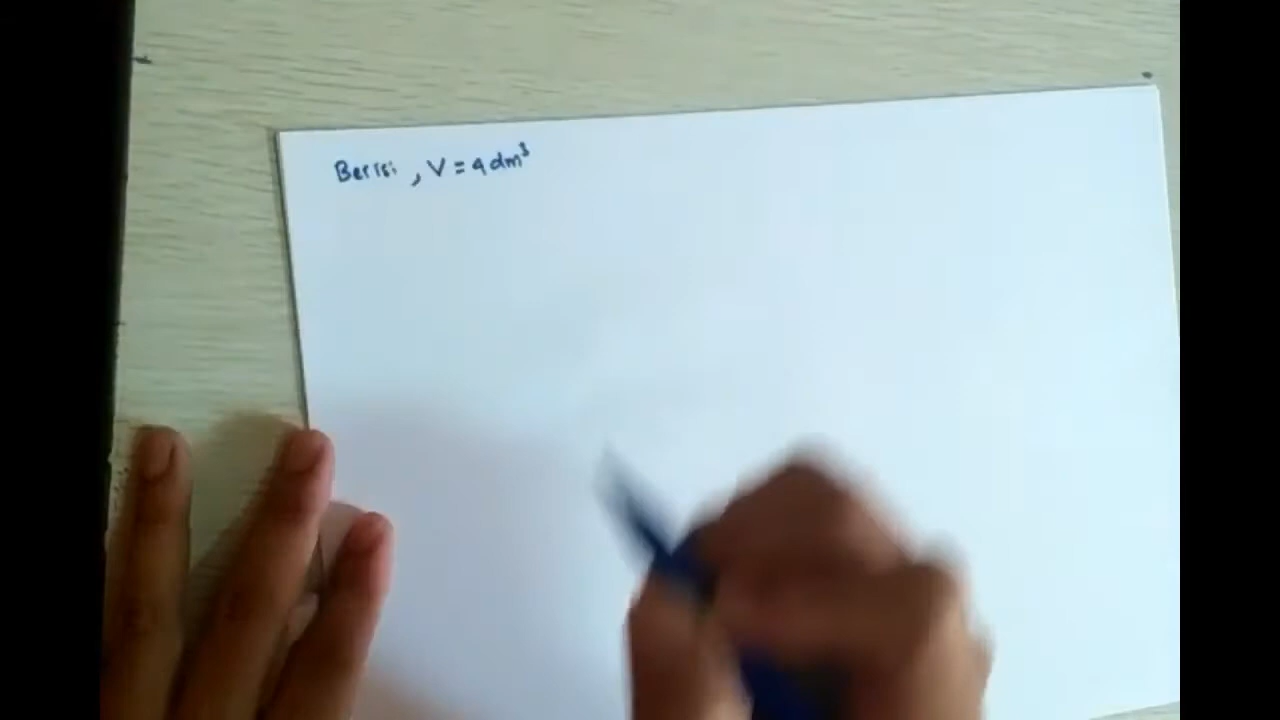 Berisi, V = 4 dm³